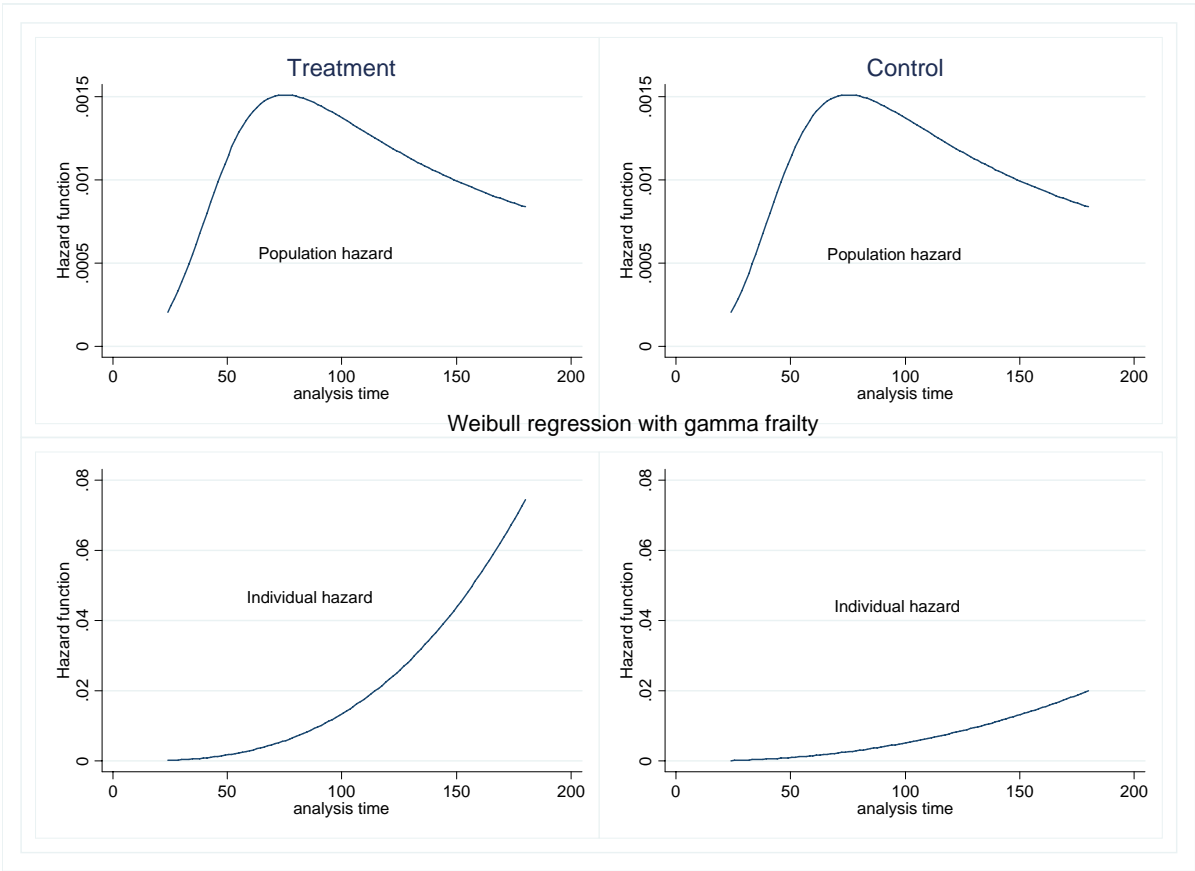 Treatment
Hazard function
0 .0005 .001 .0015
Population hazard
0 50 100 150 200
analysis time
Control
Hazard function
0 .0005 .001 .0015
Population hazard
0 50 100 150 200
analysis time
Weibull regression with gamma frailty
Hazard function
0 .02 .04 .06 .08
Individual hazard
0 50 100 150 200
analysis time
Hazard function
0 .02 .04 .06 .08
Individual hazard
0 50 100 150 200
analysis time